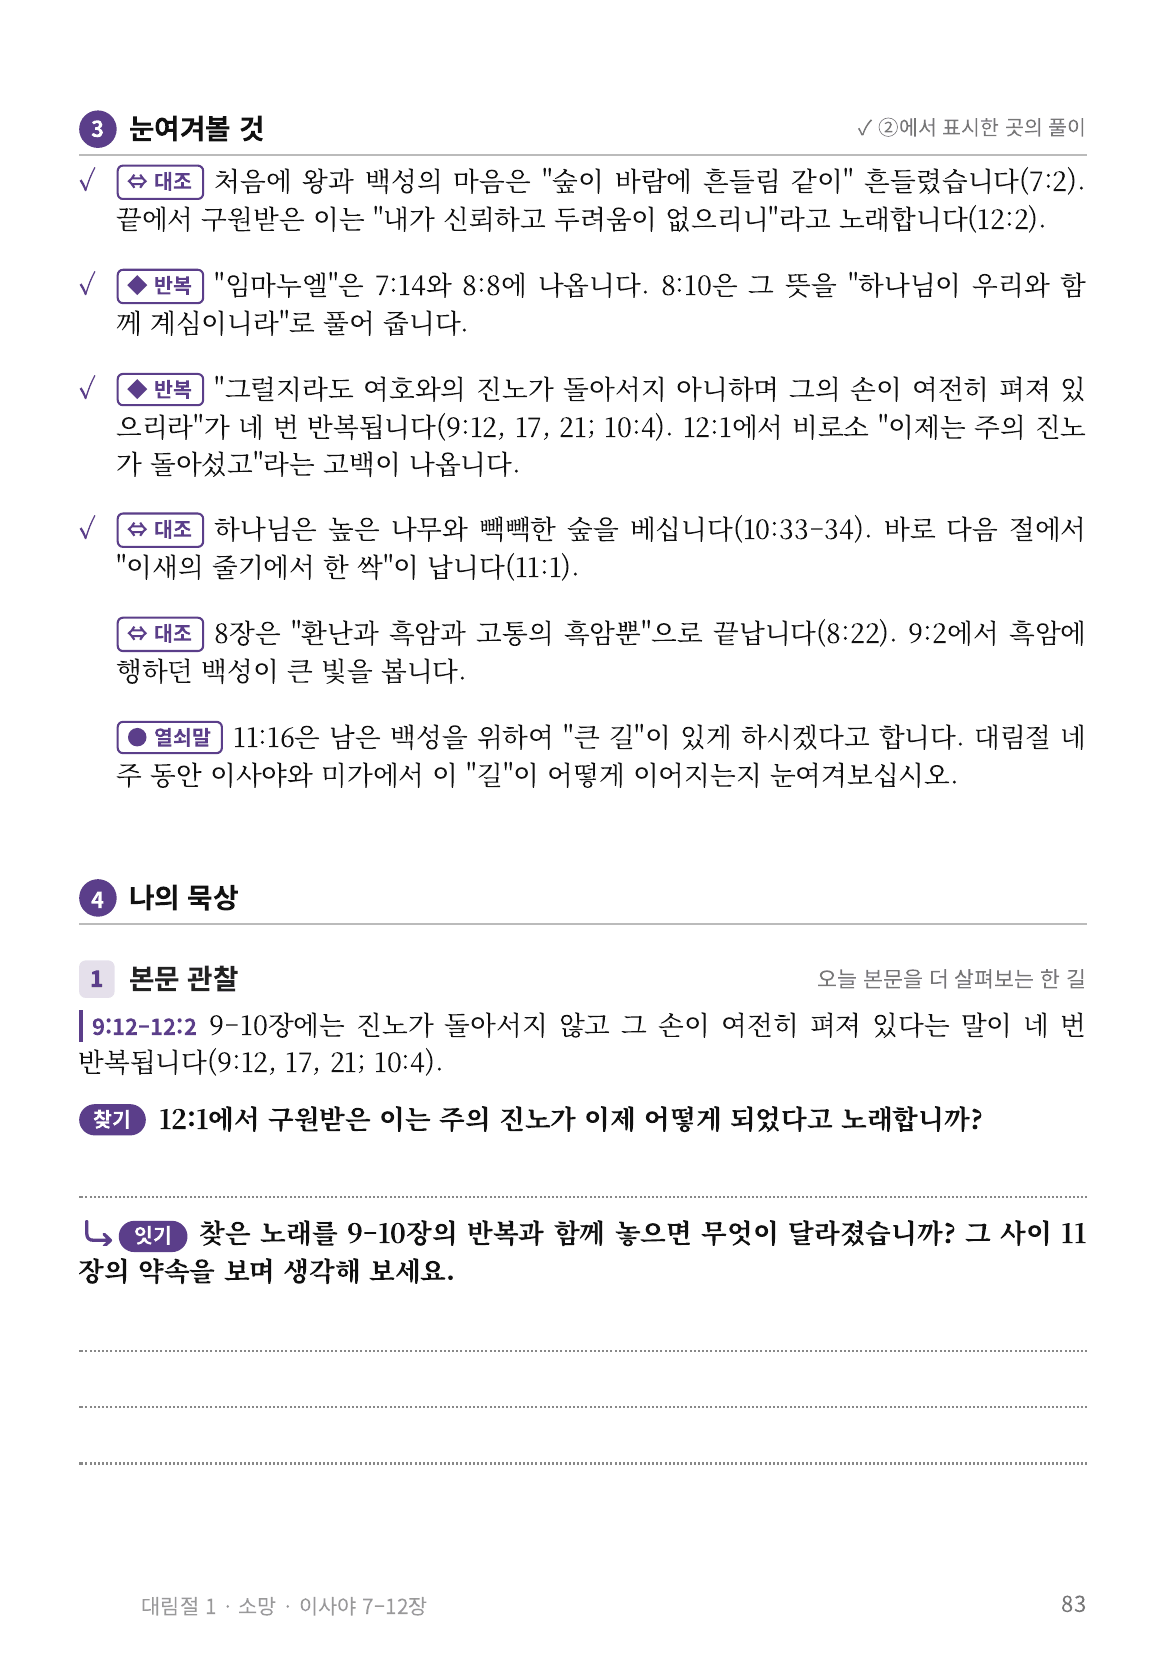 3 눈여겨볼 것
✓ ②에서 표시한 곳의 풀이
✓ ⇔ 대조 처음에 왕과 백성의 마음은 "숲이 바람에 흔들림 같이" 흔들렸습니다(7:2).
끝에서 구원받은 이는 "내가 신뢰하고 두려움이 없으리니"라고 노래합니다(12:2).
✓ ◆ 반복 "임마누엘"은 7:14와 8:8에 나옵니다. 8:10은 그 뜻을 "하나님이 우리와 함
께 계심이니라"로 풀어 줍니다.
✓ ◆ 반복 "그럴지라도 여호와의 진노가 돌아서지 아니하며 그의 손이 여전히 펴져 있
으리라"가 네 번 반복됩니다(9:12, 17, 21; 10:4). 12:1에서 비로소 "이제는 주의 진노
가 돌아섰고"라는 고백이 나옵니다.
✓ ⇔ 대조 하나님은 높은 나무와 빽빽한 숲을 베십니다(10:33–34). 바로 다음 절에서
"이새의 줄기에서 한 싹"이 납니다(11:1).
⇔ 대조 8장은 "환난과 흑암과 고통의 흑암뿐"으로 끝납니다(8:22). 9:2에서 흑암에
행하던 백성이 큰 빛을 봅니다.
● 열쇠말 11:16은 남은 백성을 위하여 "큰 길"이 있게 하시겠다고 합니다. 대림절 네
주 동안 이사야와 미가에서 이 "길"이 어떻게 이어지는지 눈여겨보십시오.
4 나의 묵상
1 본문 관찰
오늘 본문을 더 살펴보는 한 길
9:12–12:2 9–10장에는 진노가 돌아서지 않고 그 손이 여전히 펴져 있다는 말이 네 번
반복됩니다(9:12, 17, 21; 10:4).
찾기 12:1에서 구원받은 이는 주의 진노가 이제 어떻게 되었다고 노래합니까?
잇기 찾은 노래를 9–10장의 반복과 함께 놓으면 무엇이 달라졌습니까? 그 사이 11
장의 약속을 보며 생각해 보세요.
대림절 1 · 소망 · 이사야 7–12장
83